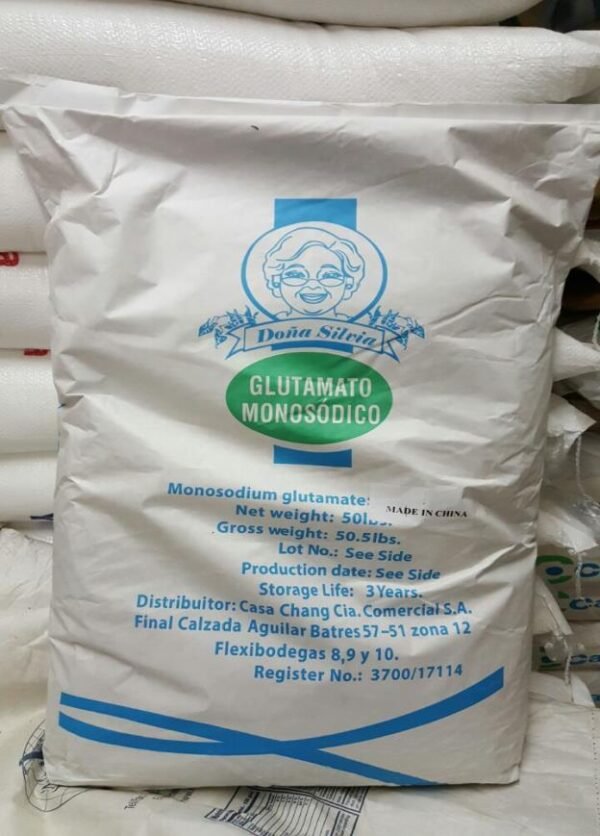 Doña Silvia
GLUTAMATO
MONOSÓDICO
Monosodium glutamate:
MADE IN CHINA
Net weight: 50lbs.
Gross weight: 50.5lbs.
Lot No.: See Side
Production date: See Side
Storage Life: 3 Years.
Distribuitor: Casa Chang Cia. Comercial S.A.
Final Calzada Aguilar Batres 57-51 zona 12
Flexibodegas 8,9 y 10.
Register No.: 3700/17114